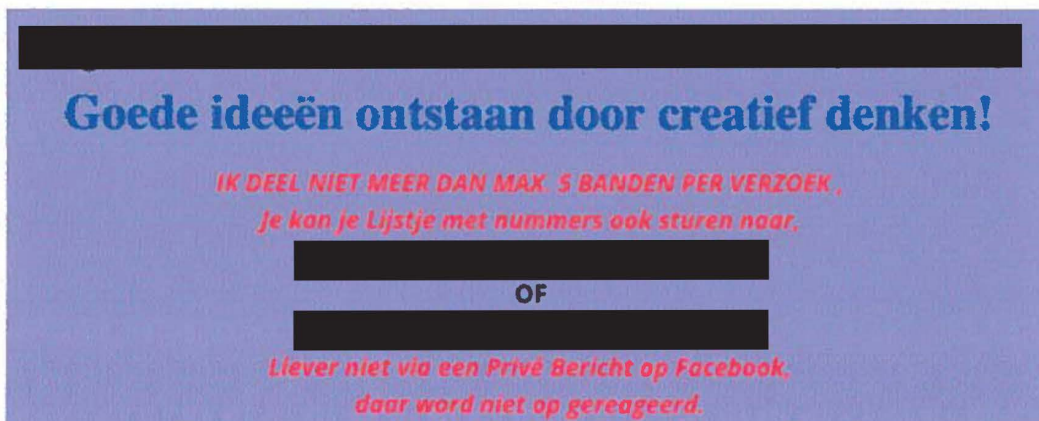 Goede ideeën ontstaan door creatief denken!
IK DEEL NIET MEER DAN MAX. 5 BANDEN PER VERZOEK ,
Je kan je Lijstje met nummers ook sturen naar,
OF
Liever niet via een Privé Bericht op Facebook,
daar word niet op gereageerd.